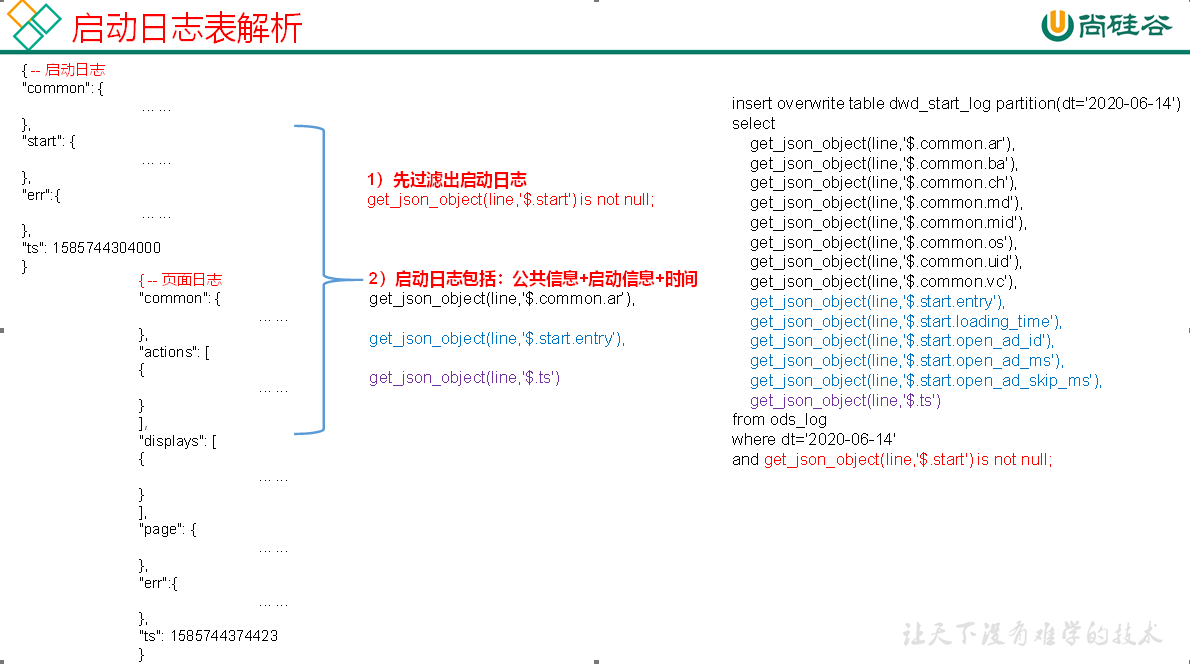 启动日志表解析
尚硅谷
{ -- 启动日志
"common": {
... ...
},
"start": {
... ...
},
"err":{
... ...
},
"ts": 1585744304000
}
{ -- 页面日志
"common": {
... ...
},
"actions": [
{
... ...
}
],
"displays": [
{
... ...
}
],
"page": {
... ...
},
"err":{
... ...
},
"ts": 1585744374423
}
1）先过滤出启动日志
get_json_object(line,'$.start') is not null;
2）启动日志包括：公共信息+启动信息+时间
get_json_object(line,'$.common.ar'),
get_json_object(line,'$.start.entry'),
get_json_object(line,'$.ts')
insert overwrite table dwd_start_log partition(dt='2020-06-14')
select
get_json_object(line,'$.common.ar'),
get_json_object(line,'$.common.ba'),
get_json_object(line,'$.common.ch'),
get_json_object(line,'$.common.md'),
get_json_object(line,'$.common.mid'),
get_json_object(line,'$.common.os'),
get_json_object(line,'$.common.uid'),
get_json_object(line,'$.common.vc'),
get_json_object(line,'$.start.entry'),
get_json_object(line,'$.start.loading_time'),
get_json_object(line,'$.start.open_ad_id'),
get_json_object(line,'$.start.open_ad_ms'),
get_json_object(line,'$.start.open_ad_skip_ms'),
get_json_object(line,'$.ts')
from ods_log
where dt='2020-06-14'
and get_json_object(line,'$.start') is not null;
让天下没有难学的技术